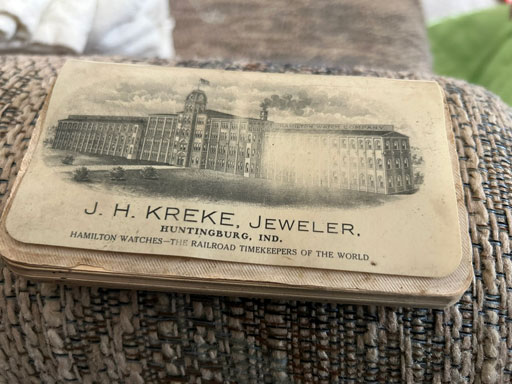 J. H. KREKE, JEWELER.
HUNTINGBURG, IND.
HAMILTON WATCHES—THE RAILROAD TIMEKEEPERS OF THE WORLD